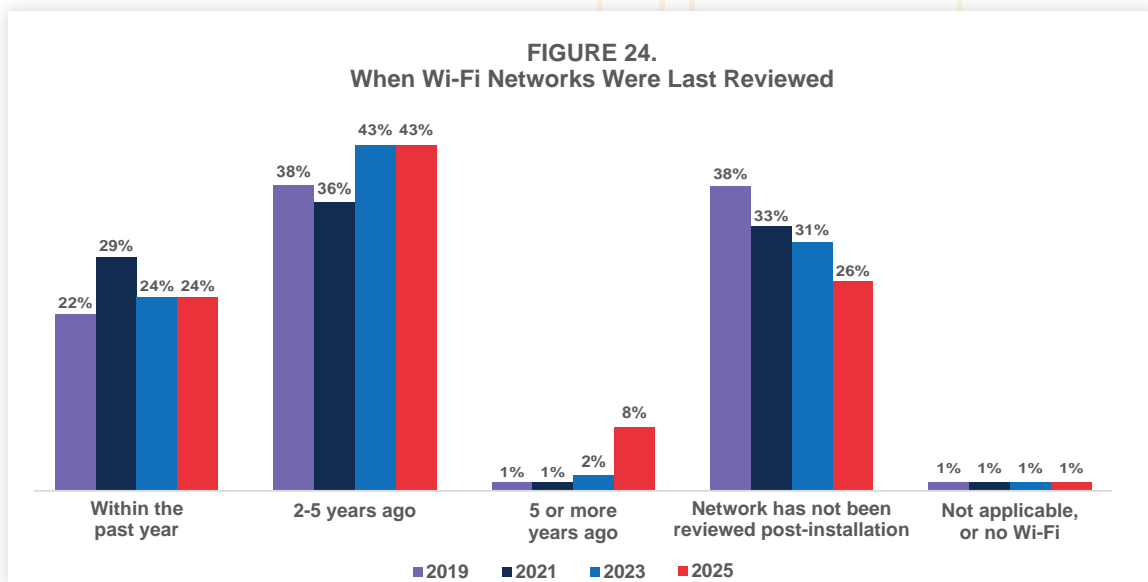 FIGURE 24.
When Wi-Fi Networks Were Last Reviewed
22%
29%
24%
24%
38%
36%
43%
43%
1%
1%
2%
8%
38%
33%
31%
26%
1%
1%
1%
1%
Within the
past year
2-5 years ago
5 or more
years ago
Network has not been
reviewed post-installation
Not applicable,
or no Wi-Fi
2019
2021
2023
2025